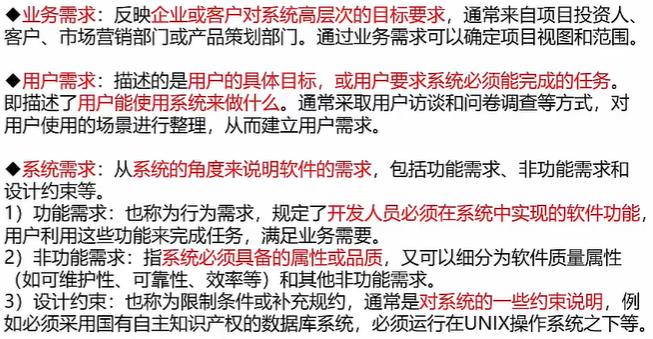 ◆业务需求：反映企业或客户对系统高层次的目标要求，通常来自项目投资人、
客户、市场营销部门或产品策划部门。通过业务需求可以确定项目视图和范围。
◆用户需求：描述的是用户的具体目标，或用户要求系统必须能完成的任务。
即描述了用户能使用系统来做什么。通常采取用户访谈和问卷调查等方式，对
用户使用的场景进行整理，从而建立用户需求。
◆系统需求：从系统的角度来说明软件的需求，包括功能需求、非功能需求和
设计约束等。
1）功能需求：也称为行为需求，规定了开发人员必须在系统中实现的软件功能，
用户利用这些功能来完成任务，满足业务需要。
2）非功能需求：指系统必须具备的属性或品质，又可以细分为软件质量属性
（如可维护性、可靠性、效率等）和其他非功能需求。
3）设计约束：也称为限制条件或补充规约，通常是对系统的一些约束说明，例
如必须采用国有自主知识产权的数据库系统，必须运行在UNIX操作系统之下等。